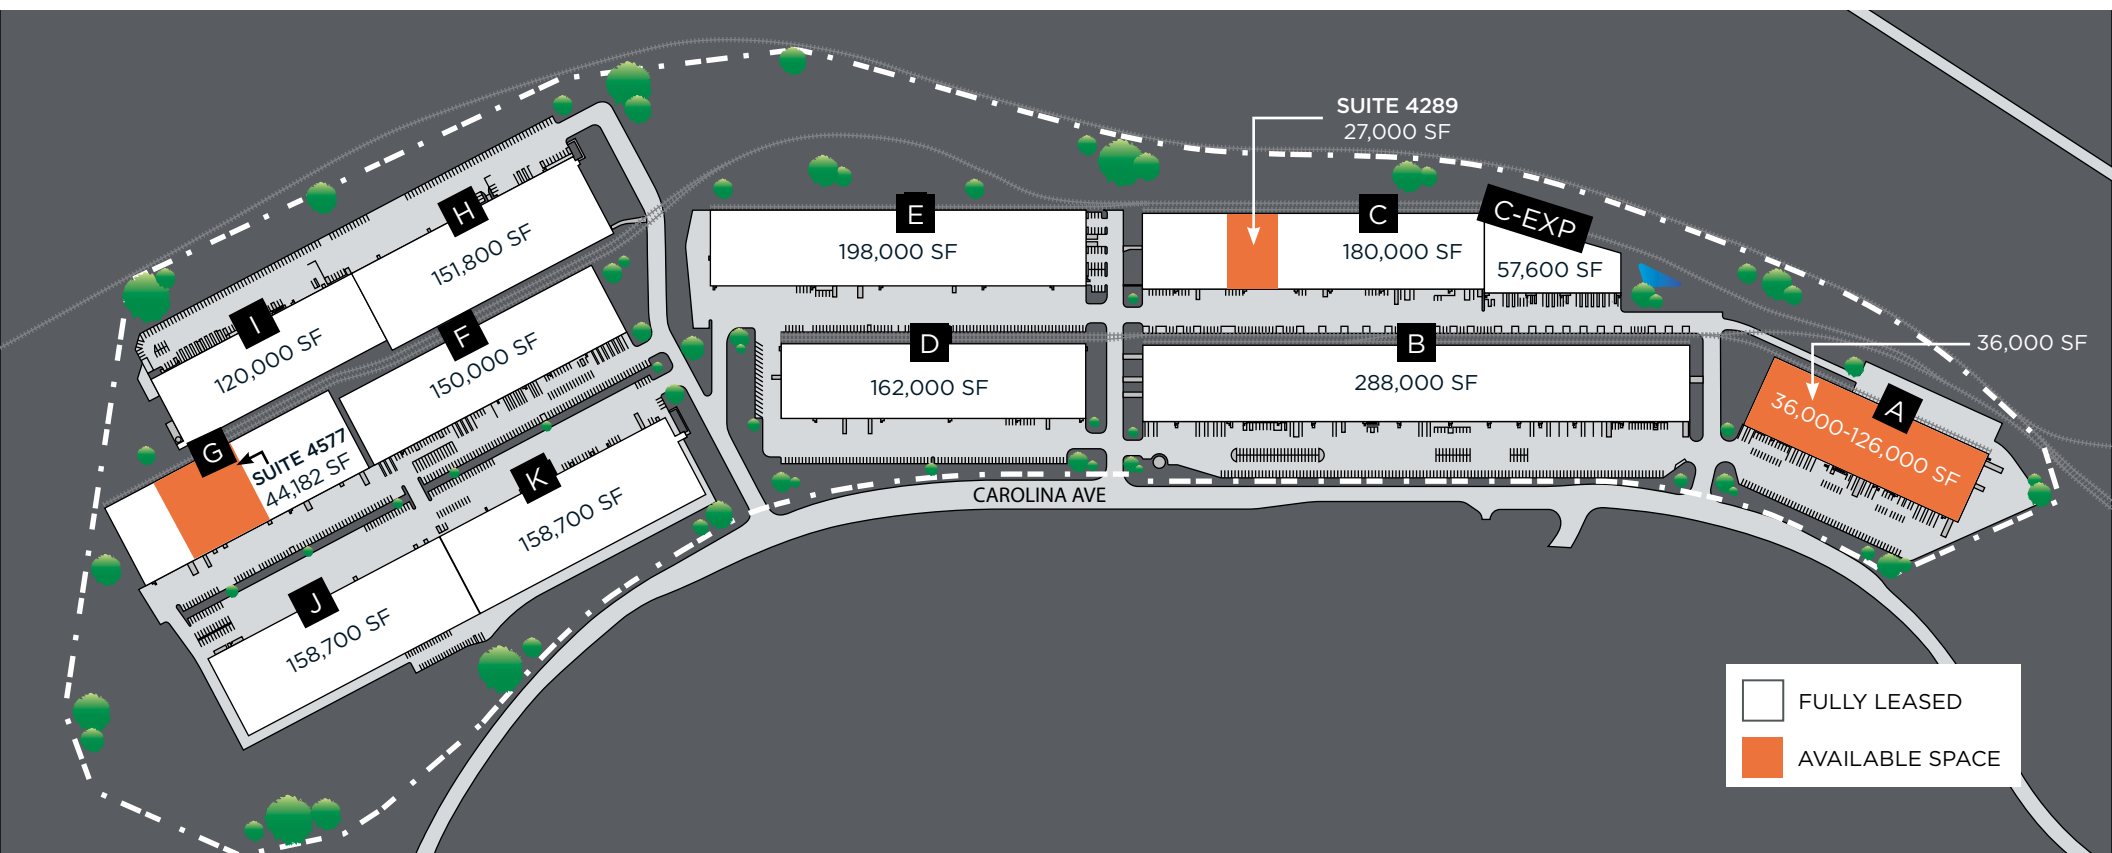 SUITE 4289
27,000 SF
H
151,800 SF
I
120,000 SF
F
150,000 SF
G
SUITE 4577
44,182 SF
K
158,700 SF
J
158,700 SF
E
198,000 SF
D
162,000 SF
C
180,000 SF
C-EXP
57,600 SF
B
288,000 SF
36,000 SF
A
36,000-126,000 SF
CAROLINA AVE
FULLY LEASED
AVAILABLE SPACE